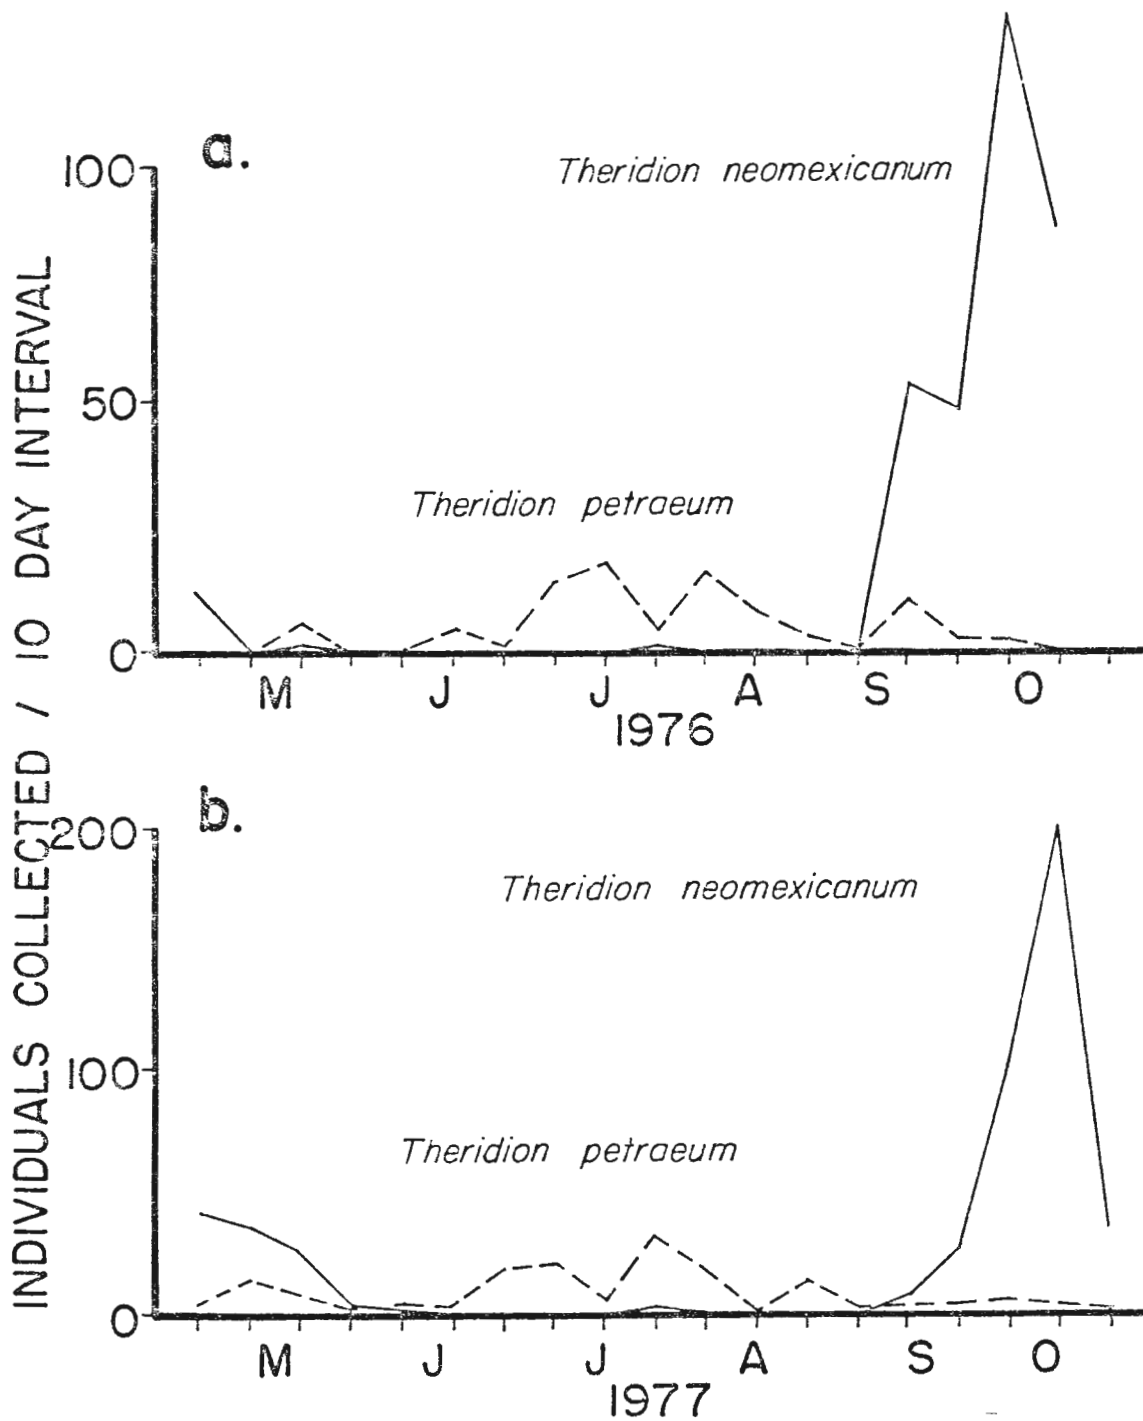 INDIVIDUALS COLLECTED / 10 DAY INTERVAL
a.
100
Theridion neomexicanum
50
Theridion petraeum
0
M J J A S O
1976
b.
200
Theridion neomexicanum
100
Theridion petraeum
0
M J J A S O
1977